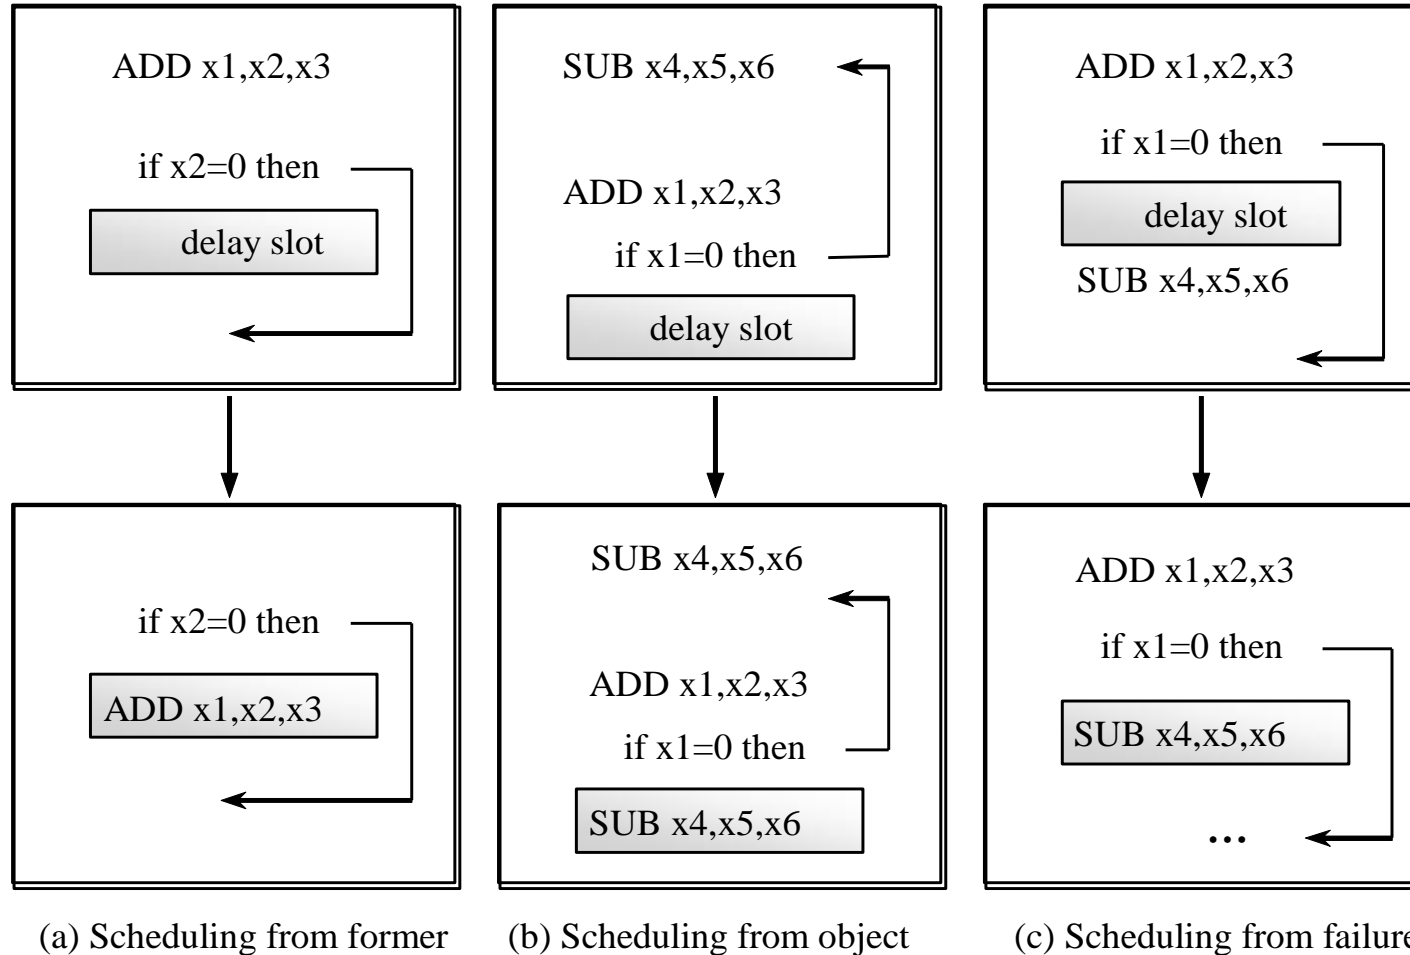 ADD x1,x2,x3
if x2=0 then
delay slot
SUB x4,x5,x6
ADD x1,x2,x3
if x1=0 then
delay slot
ADD x1,x2,x3
if x1=0 then
delay slot
SUB x4,x5,x6
if x2=0 then
ADD x1,x2,x3
SUB x4,x5,x6
ADD x1,x2,x3
if x1=0 then
SUB x4,x5,x6
ADD x1,x2,x3
if x1=0 then
SUB x4,x5,x6
...
(a) Scheduling from former
(b) Scheduling from object
(c) Scheduling from failure